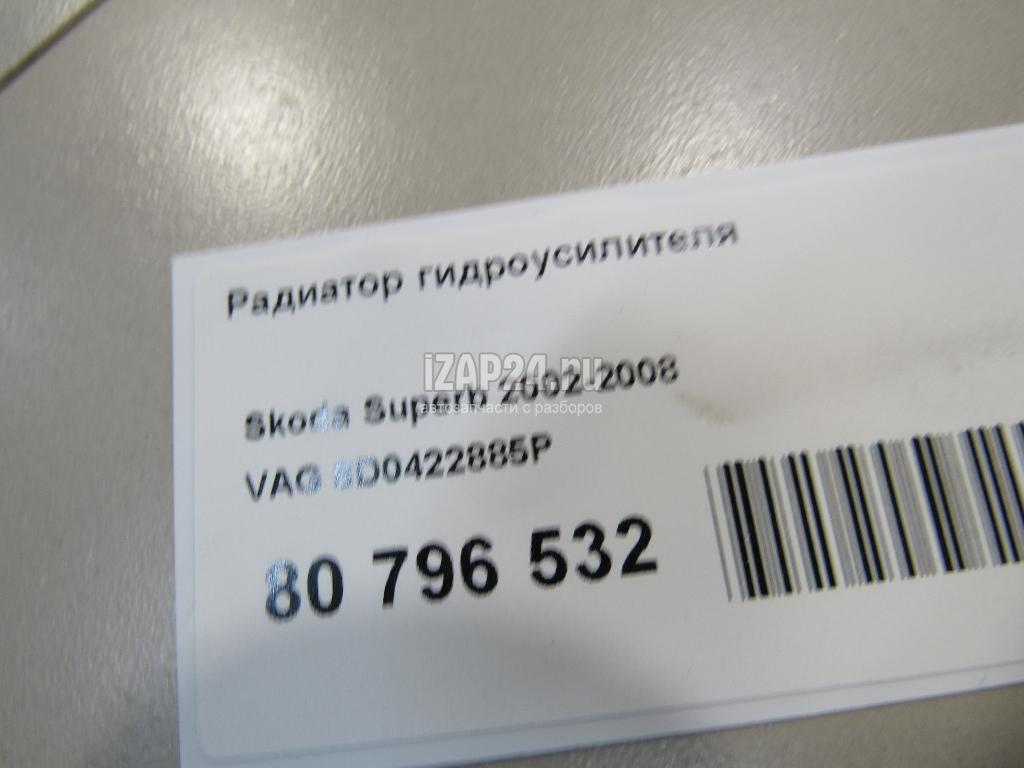 Радиатор гидроусилителя
iZAP24.ru
Skoda Superb 2002-2008
автозапчасти с разборов
VAG 8D0422885P
80 796 532